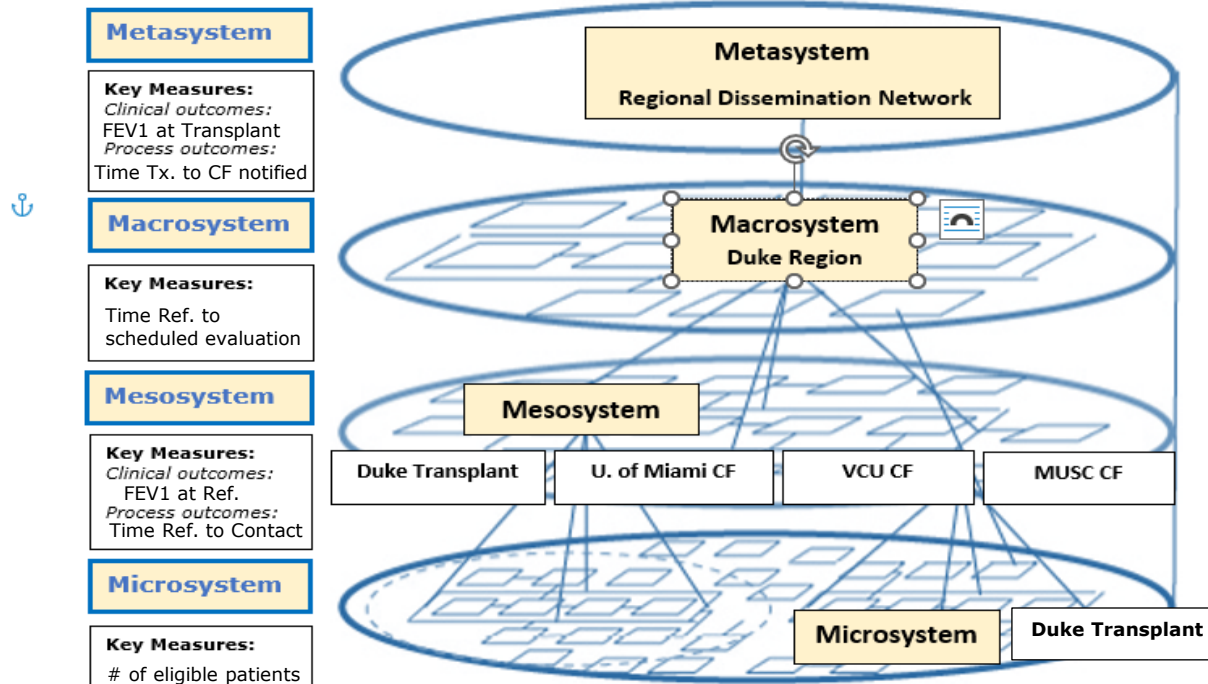 Metasystem
Key Measures:
Clinical outcomes:
FEV1 at Transplant
Process outcomes:
Time Tx. to CF notified
Macrosystem
Key Measures:
Time Ref. to
scheduled evaluation
Mesosystem
Key Measures:
Clinical outcomes:
FEV1 at Ref.
Process outcomes:
Time Ref. to Contact
Microsystem
Key Measures:
# of eligible patients
Metasystem
Regional Dissemination Network
Macrosystem
Duke Region
Mesosystem
Duke Transplant
U. of Miami CF
VCU CF
MUSC CF
Microsystem
Duke Transplant